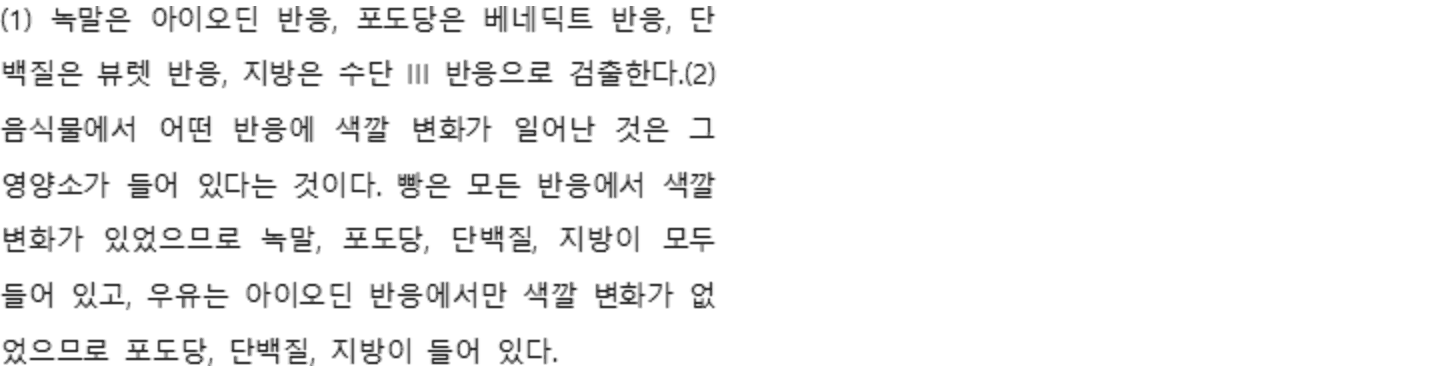 (1) 녹말은 아이오딘 반응, 포도당은 베네딕트 반응, 단
백질은 뷰렛 반응, 지방은 수단 III 반응으로 검출한다.(2)
음식물에서 어떤 반응에 색깔 변화가 일어난 것은 그
영양소가 들어 있다는 것이다. 빵은 모든 반응에서 색깔
변화가 있었으므로 녹말, 포도당, 단백질, 지방이 모두
들어 있고, 우유는 아이오딘 반응에서만 색깔 변화가 없
었으므로 포도당, 단백질, 지방이 들어 있다.